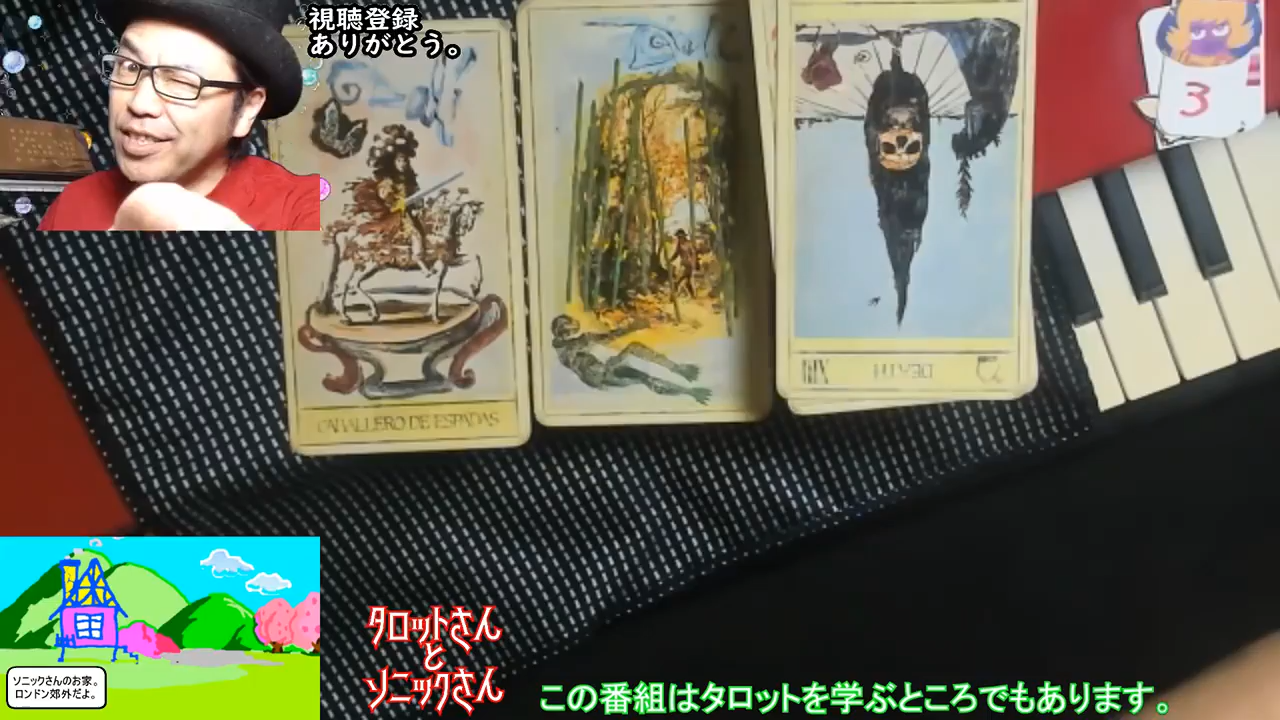 視聴登録
ありがとう。
3
CABALLERO DE ESPADAS
XIII
DEATH
ソニックさんのお家。
ロンドン郊外だよ。
タロットさん
と
ソニックさん
この番組はタロットを学ぶところでもあります。